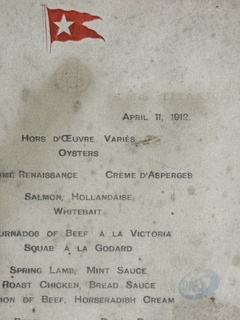 April 11, 1912.
Hors d'Œuvre Variés
Oysters
Renaissance Crème d'Asperges
Salmon, Hollandaise,
Whitebait
of Beef à la Victoria
Squab à la Godard
Spring Lamb, Mint Sauce
Roast Chicken, Bread Sauce
of Beef, Horseradish Cream